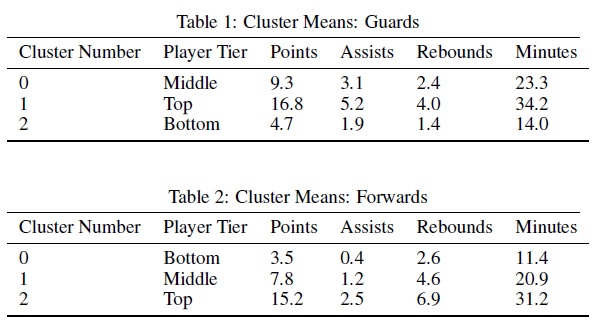 Table 1: Cluster Means: Guards
Cluster Number Player Tier Points Assists Rebounds Minutes
0 Middle 9.3 3.1 2.4 23.3
1 Top 16.8 5.2 4.0 34.2
2 Bottom 4.7 1.9 1.4 14.0
Table 2: Cluster Means: Forwards
Cluster Number Player Tier Points Assists Rebounds Minutes
0 Bottom 3.5 0.4 2.6 11.4
1 Middle 7.8 1.2 4.6 20.9
2 Top 15.2 2.5 6.9 31.2